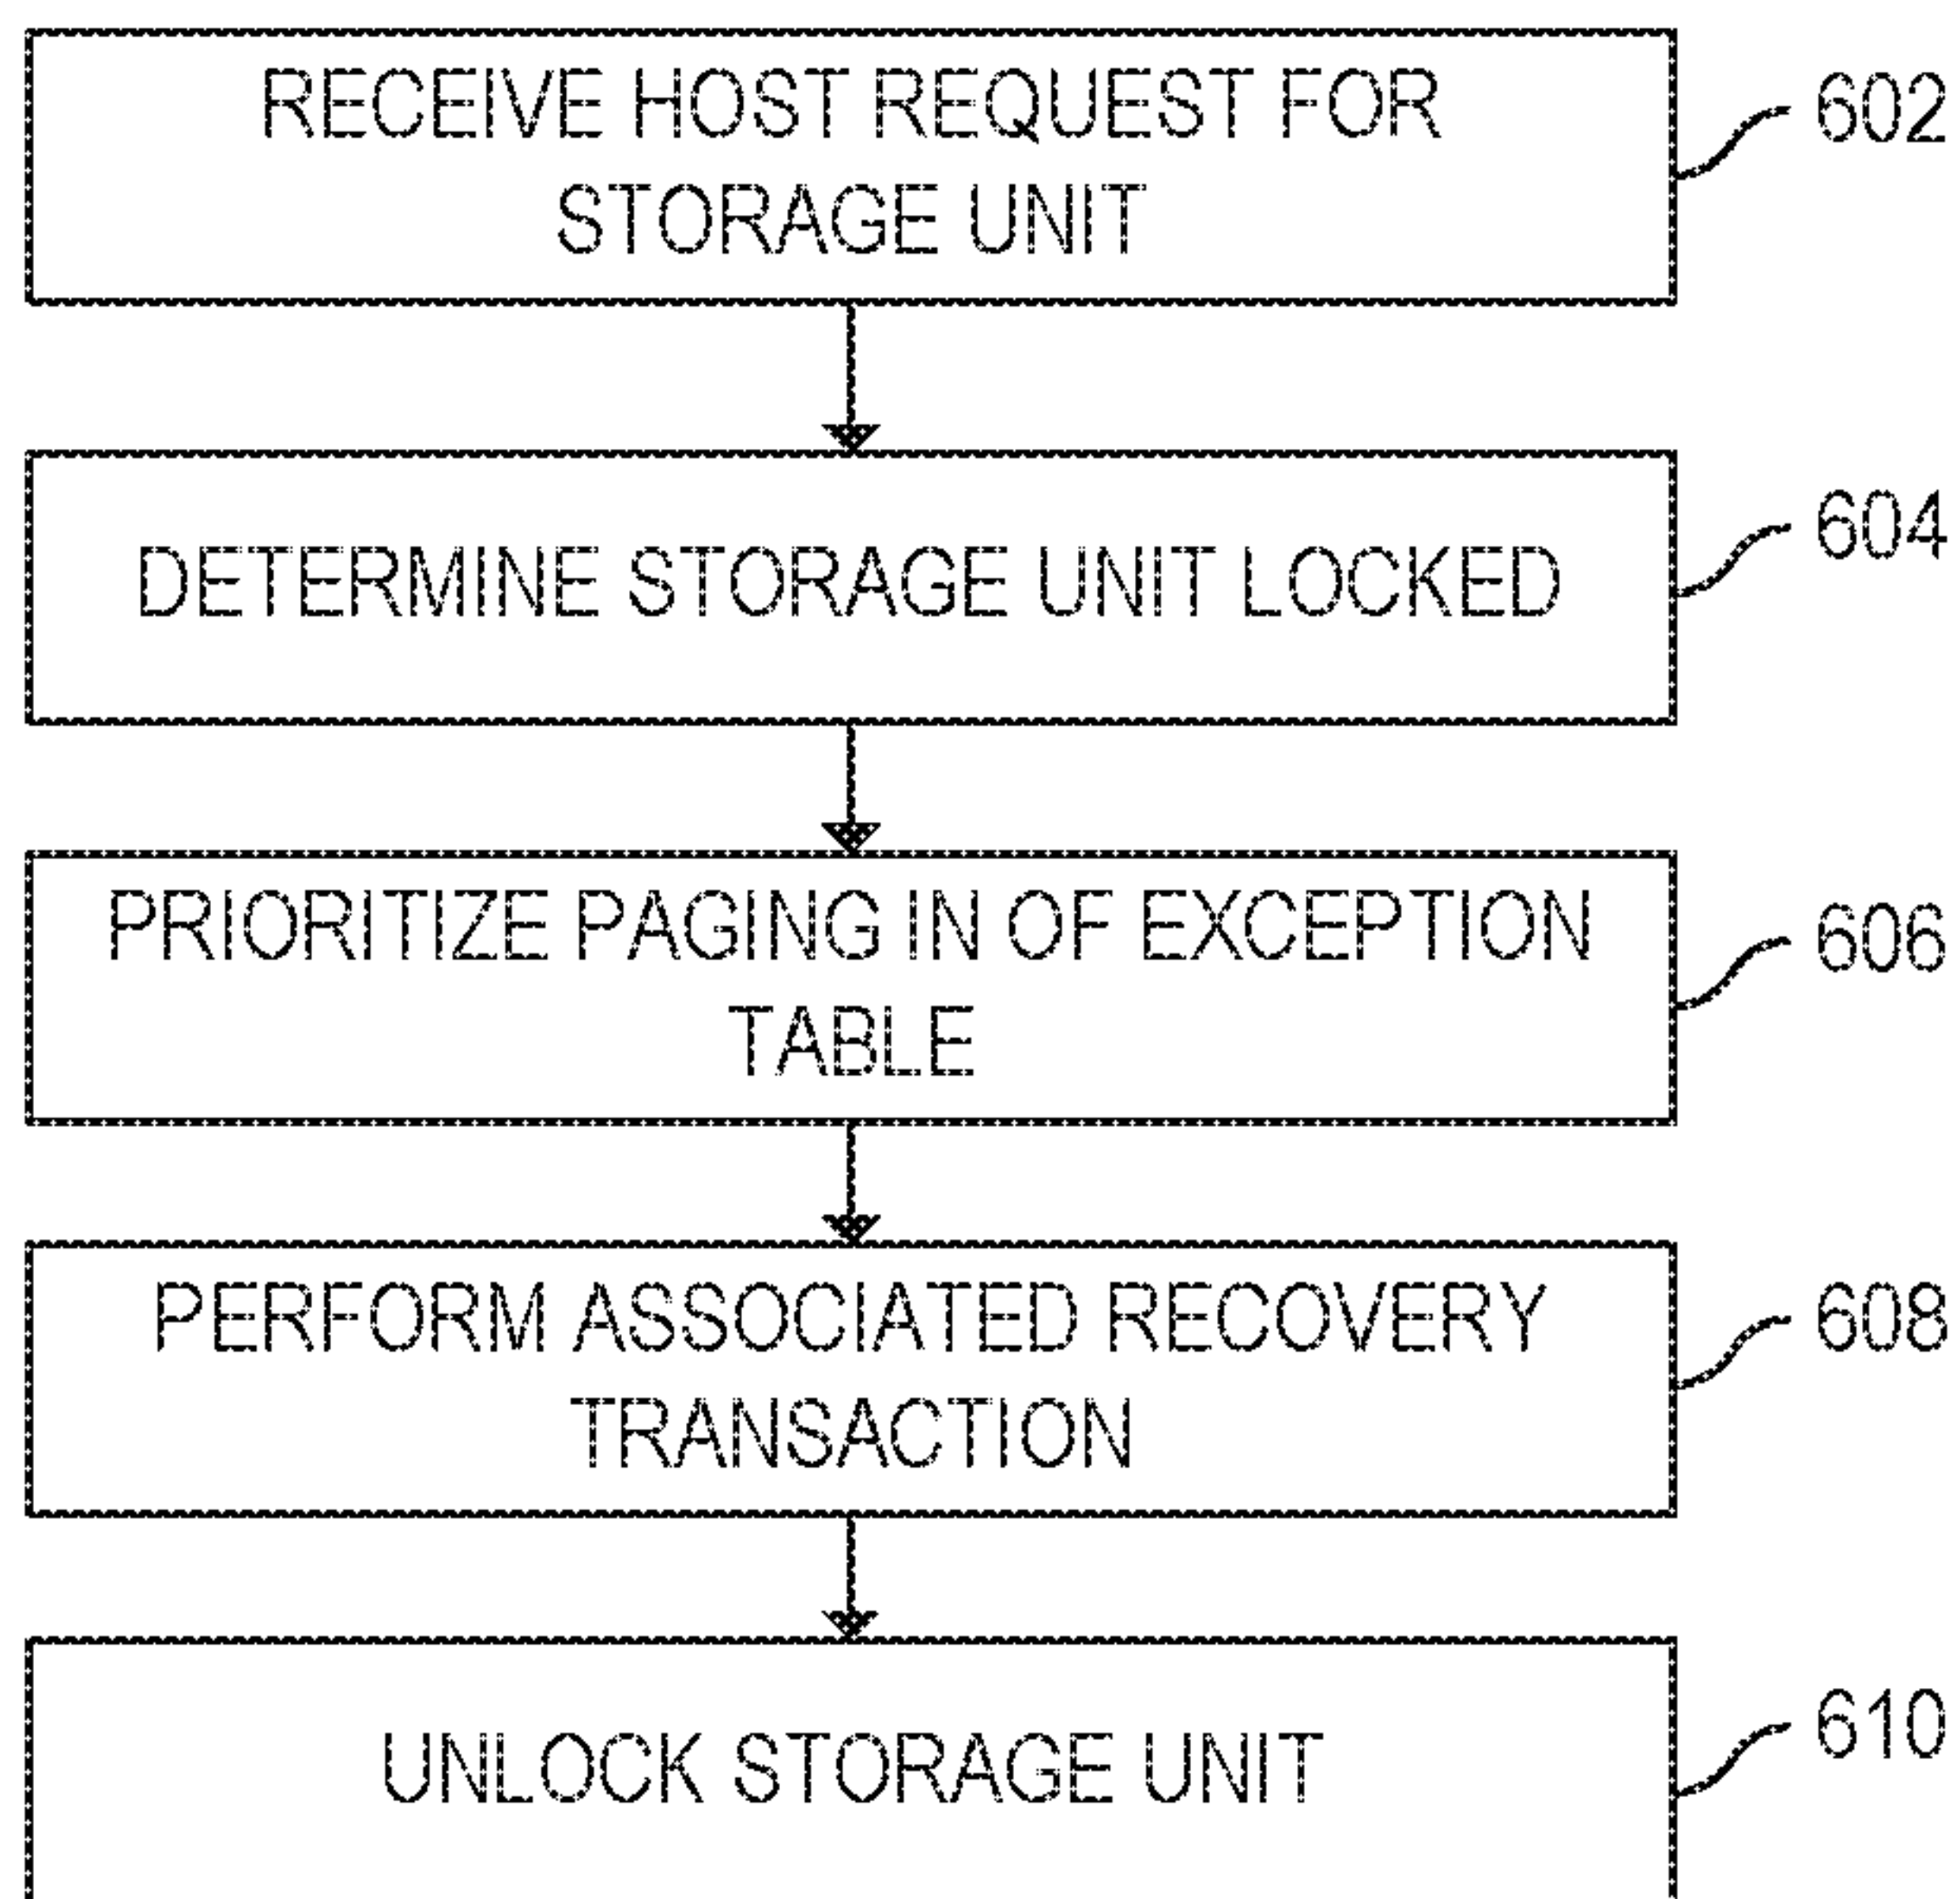 RECEIVE HOST REQUEST FOR
STORAGE UNIT
602
DETERMINE STORAGE UNIT LOCKED
604
PRIORITIZE PAGING IN OF EXCEPTION
TABLE
606
PERFORM ASSOCIATED RECOVERY
TRANSACTION
608
UNLOCK STORAGE UNIT
610